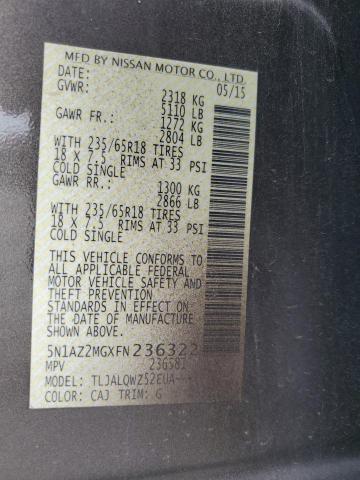 MFD BY NISSAN MOTOR CO., LTD.
DATE: 05/15
GVWR: 2318 KG
5110 LB
GAWR FR.: 1272 KG
2804 LB
WITH 235/65R18 TIRES
18 X 7.5 RIMS AT 33 PSI
COLD SINGLE
GAWR RR.: 1300 KG
2866 LB
WITH 235/65R18 TIRES
18 X 7.5 RIMS AT 33 PSI
COLD SINGLE
THIS VEHICLE CONFORMS TO
ALL APPLICABLE FEDERAL
MOTOR VEHICLE SAFETY AND
THEFT PREVENTION
STANDARDS IN EFFECT ON
THE DATE OF MANUFACTURE
SHOWN ABOVE.
5N1AZ2MGXFN236322
MPV 236582
MODEL: TLJALQWZ52EUA----
COLOR: CAJ TRIM: G